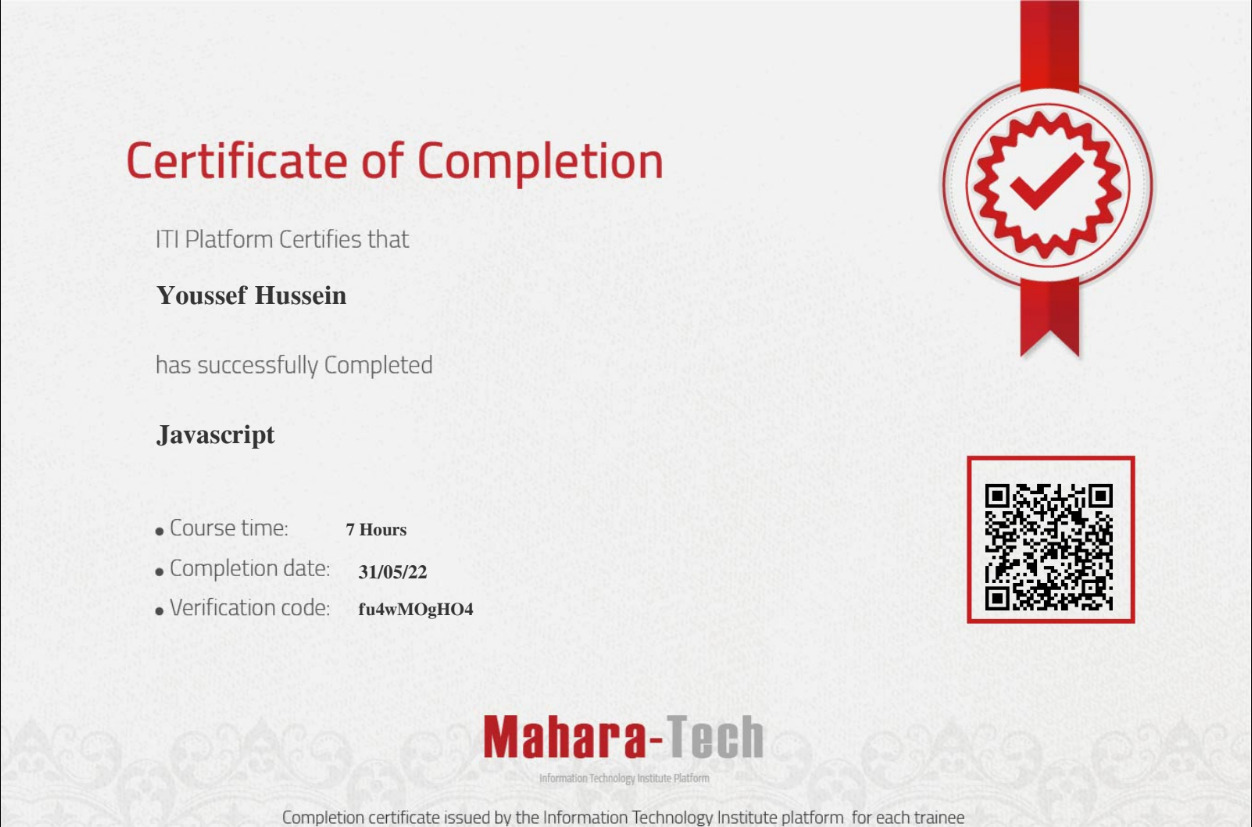 Certificate of Completion
ITI Platform Certifies that
Youssef Hussein
has successfully Completed
Javascript
• Course time: 7 Hours
• Completion date: 31/05/22
• Verification code: fu4wMOgHO4
Mahara-Tech
Information Technology Institute Platform
Completion certificate issued by the Information Technology Institute platform for each trainee